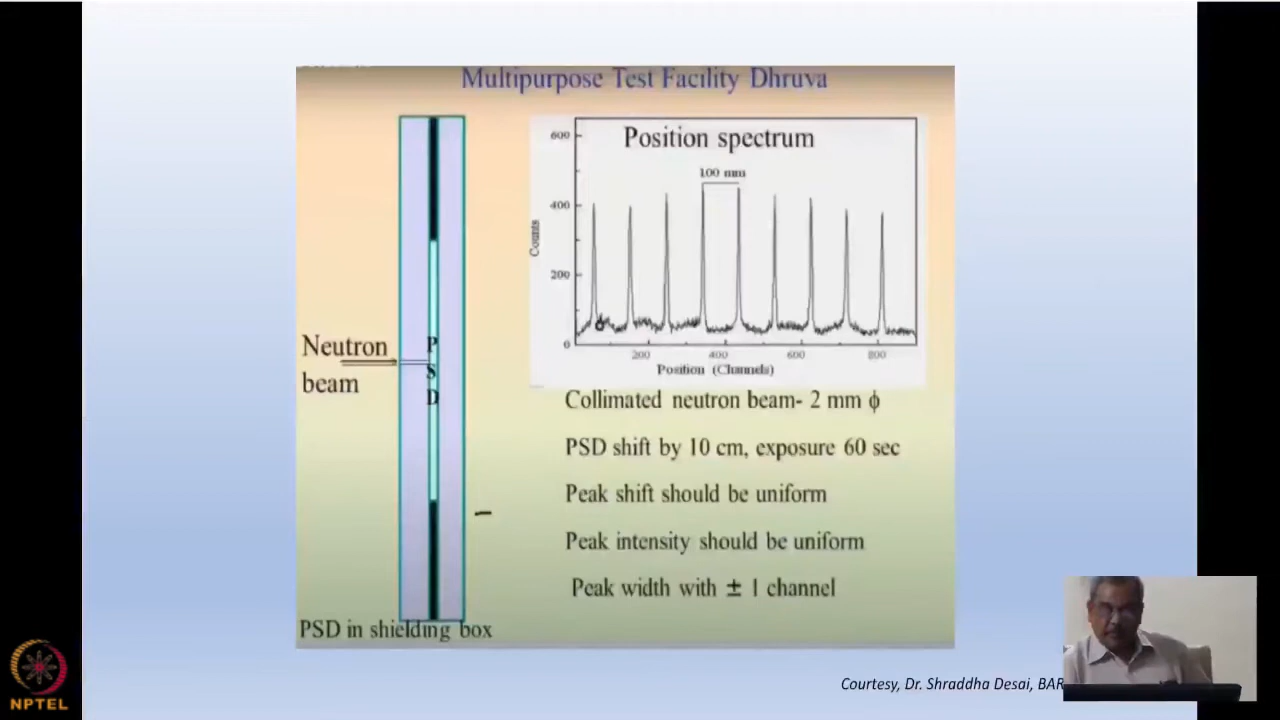 Multipurpose Test Facility Dhruva
Position spectrum
100 mm
600
400
200
0
Counts
200
400
600
800
Position (Channels)
Neutron
beam
P
S
D
PSD in shielding box
Collimated neutron beam- 2 mm ϕ
PSD shift by 10 cm, exposure 60 sec
Peak shift should be uniform
Peak intensity should be uniform
Peak width with ± 1 channel
Courtesy, Dr. Shraddha Desai, BAR
NPTEL